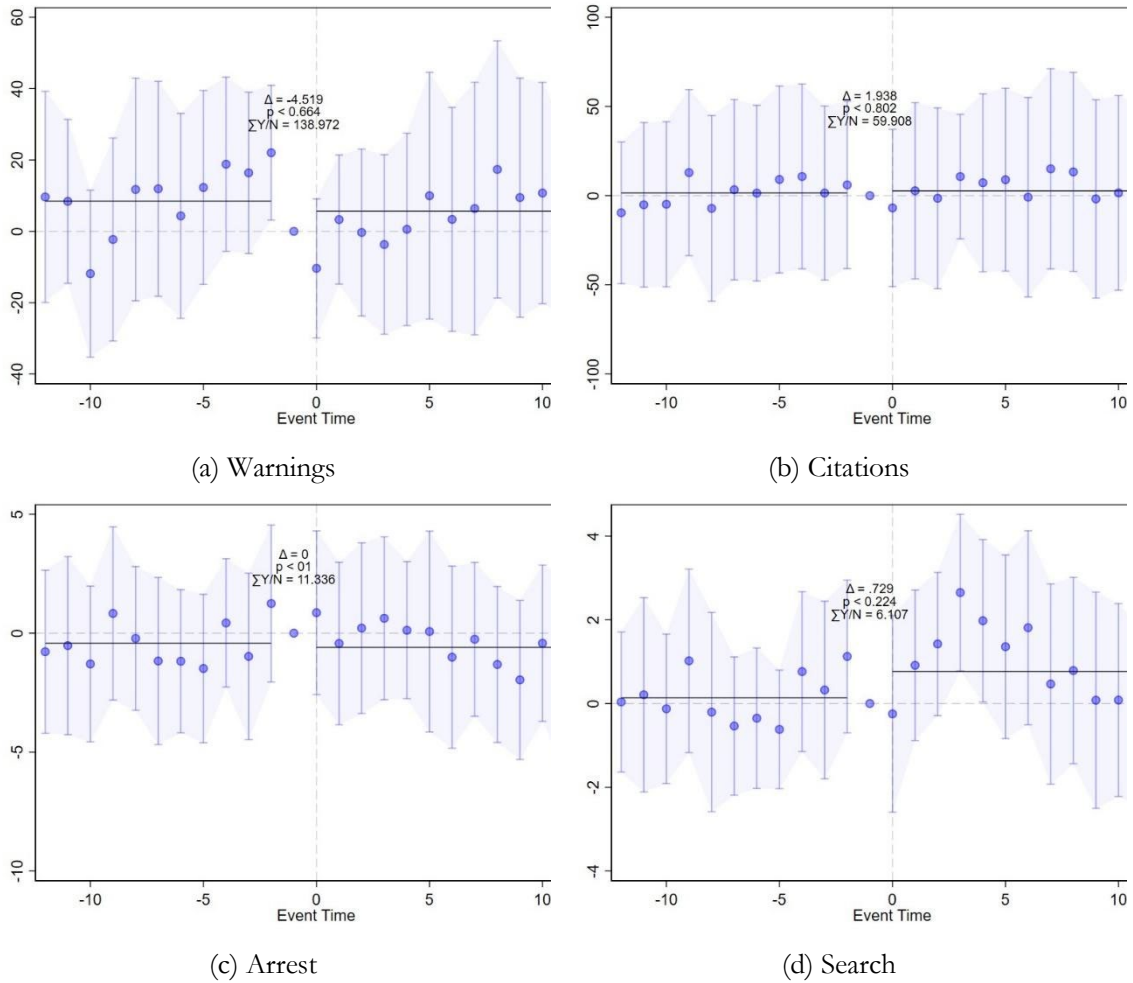 60
40
20
0
-20
-40
Δ = -4.519
p < 0.664
∑Y/N = 138.972
-10 -5 0 5 10
Event Time
(a) Warnings
100
50
0
-50
-100
Δ = 1.938
p < 0.802
∑Y/N = 59.908
-10 -5 0 5 10
Event Time
(b) Citations
5
0
-5
-10
Δ = 0
p < 01
∑Y/N = 11.336
-10 -5 0 5 10
Event Time
(c) Arrest
4
2
0
-2
-4
Δ = .729
p < 0.224
∑Y/N = 6.107
-10 -5 0 5 10
Event Time
(d) Search